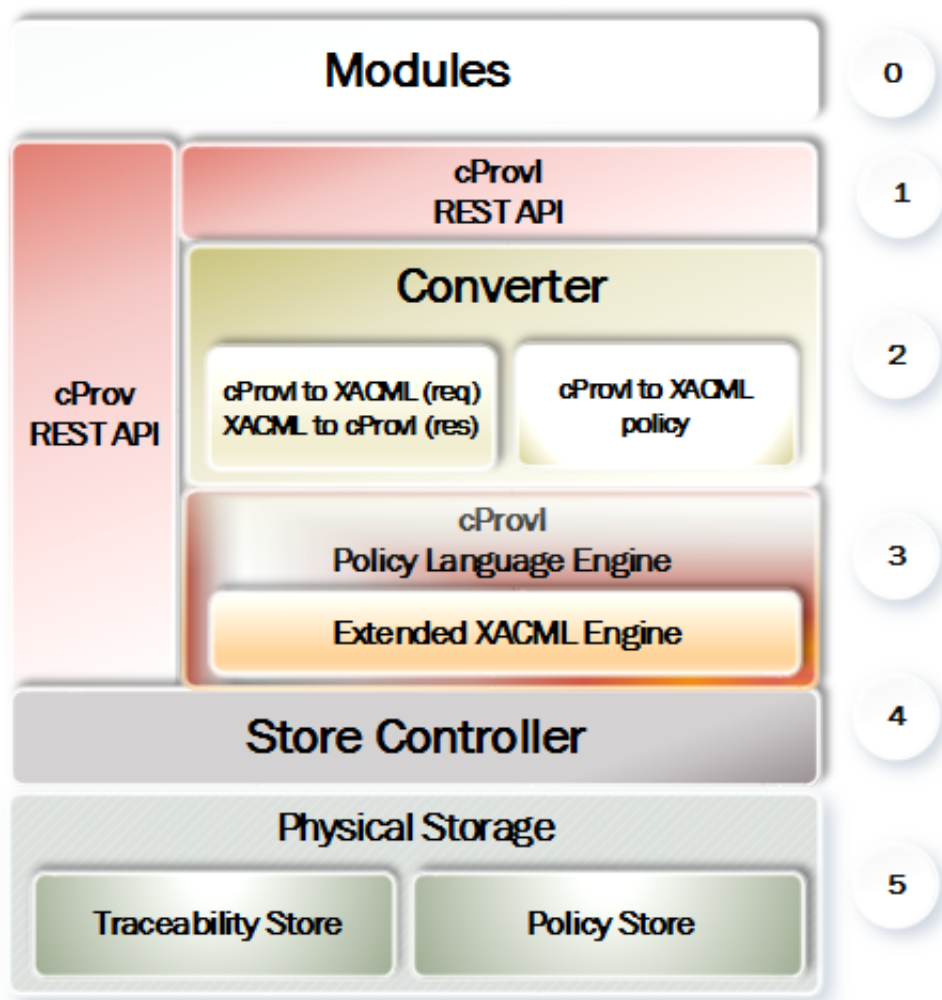 Modules
0
cProvl
REST API
1
Converter
cProvl to XACML (req)
XACML to cProvl (res)
cProvl to XACML
policy
2
cProv
REST API
cProvl
Policy Language Engine
Extended XACML Engine
3
Store Controller
4
Physical Storage
Traceability Store
Policy Store
5